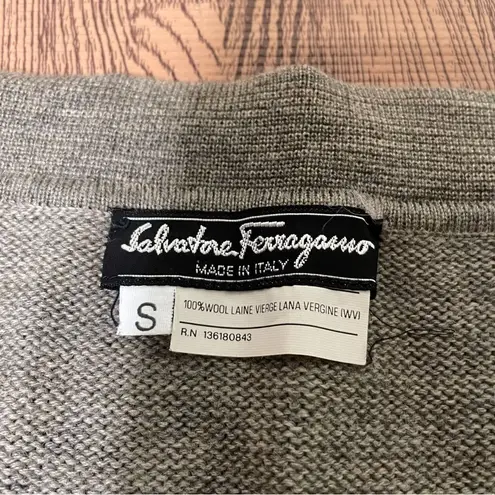 Salvatore Ferragamo
MADE IN ITALY
S
100%WOOL LAINE VIERGE LANA VERGINE (WV)
R.N 136180843